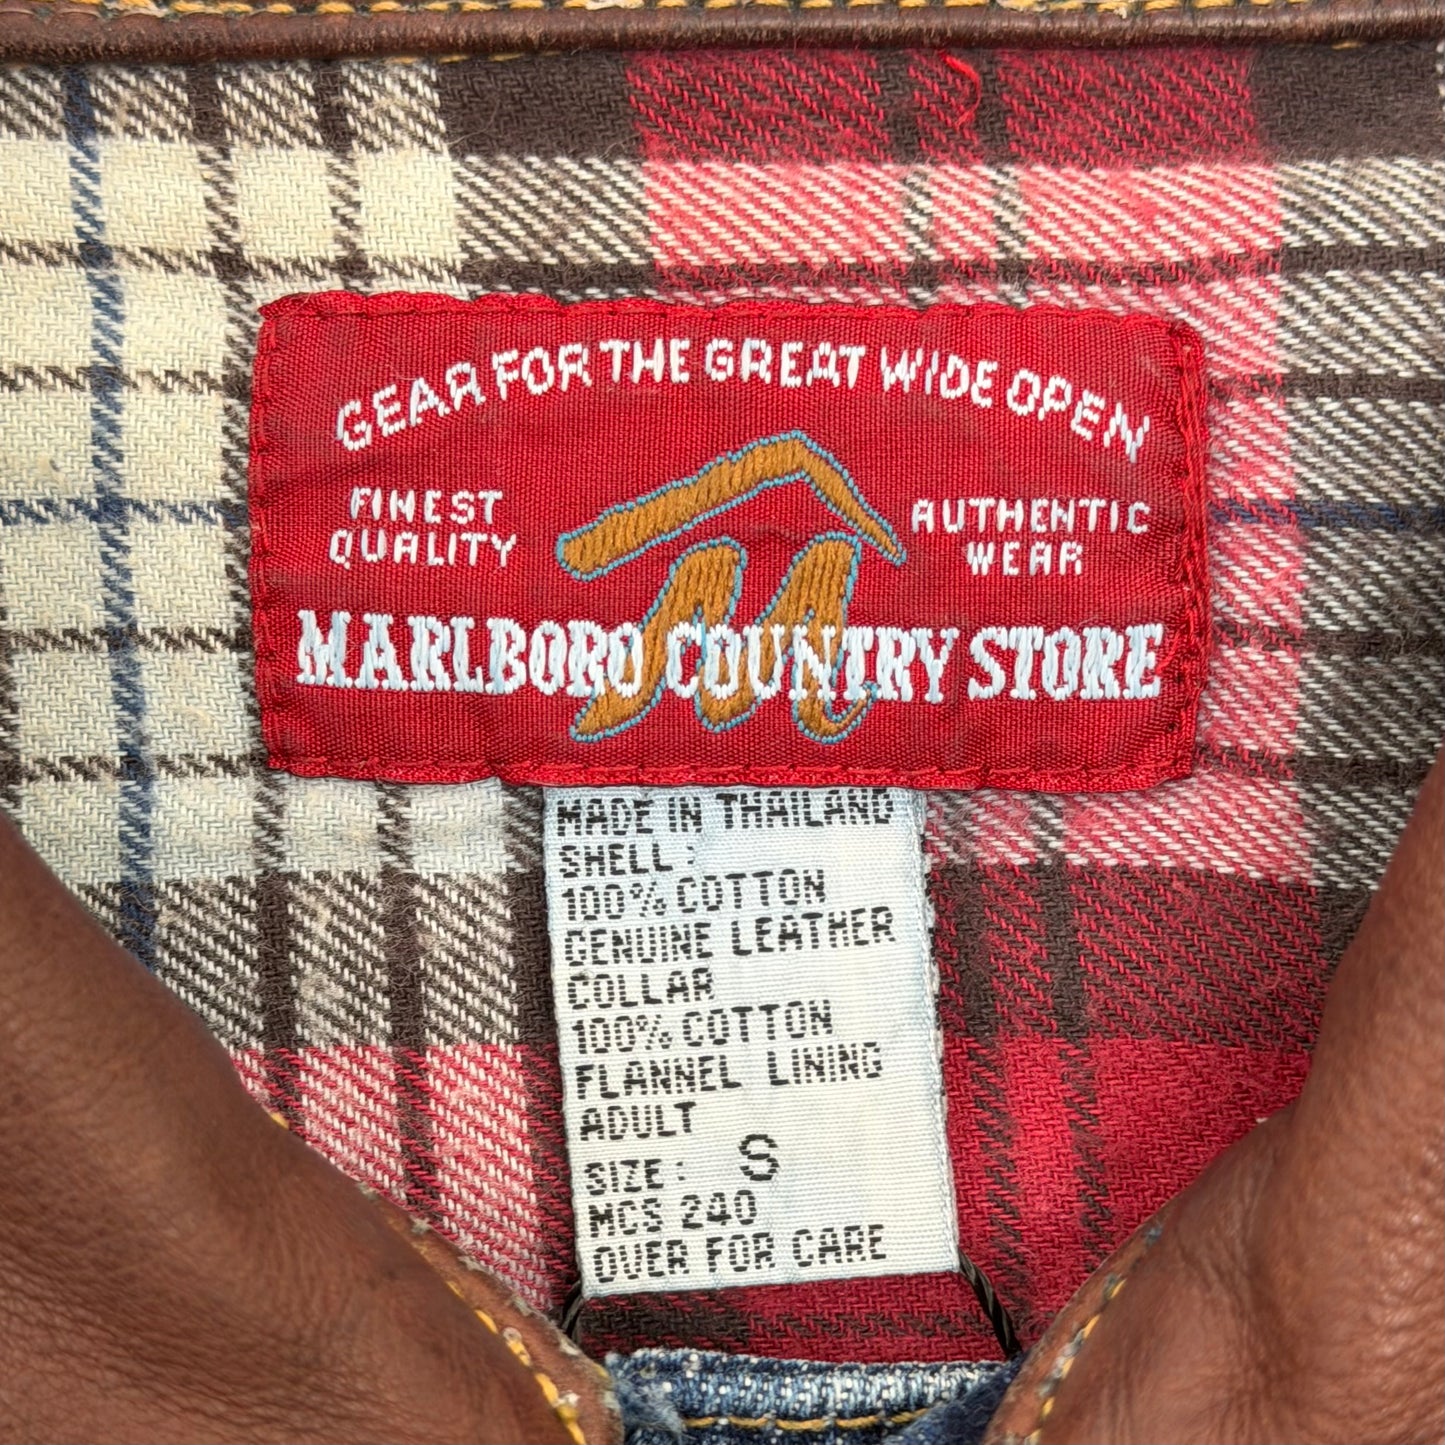 GEAR FOR THE GREAT WIDE OPEN
FINEST
QUALITY
AUTHENTIC
WEAR
M
MARLBORO COUNTRY STORE
MADE IN THAILAND
SHELL :
100% COTTON
GENUINE LEATHER
COLLAR
100% COTTON
FLANNEL LINING
ADULT
SIZE : S
MCS 240
OVER FOR CARE